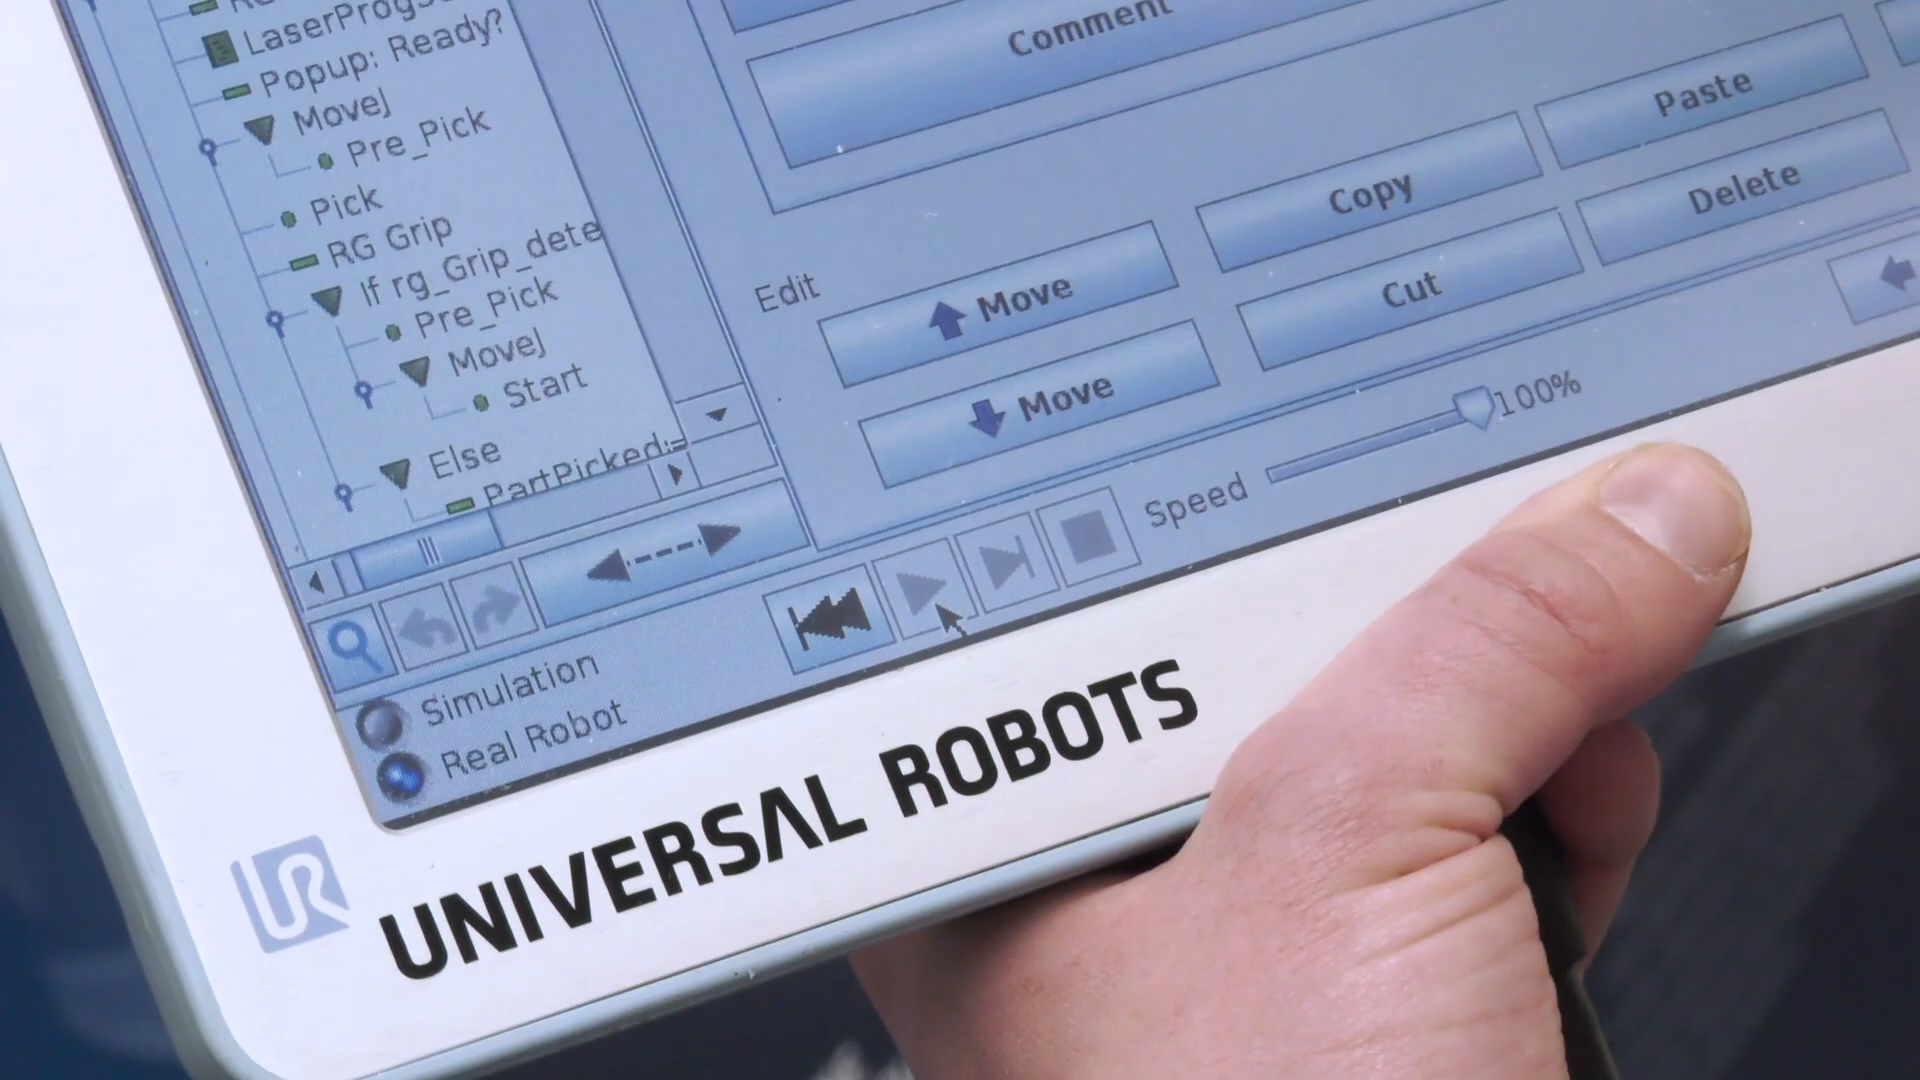 Popup: Ready?
MoveJ
Pre_Pick
Pick
RG Grip
If rg_Grip_dete
Pre_Pick
MoveJ
Start
Else
PartPicked:=
Comment
Edit
Move
Move
Copy
Paste
Cut
Delete
Speed
100%
Simulation
Real Robot
UR
UNIVERSAL ROBOTS